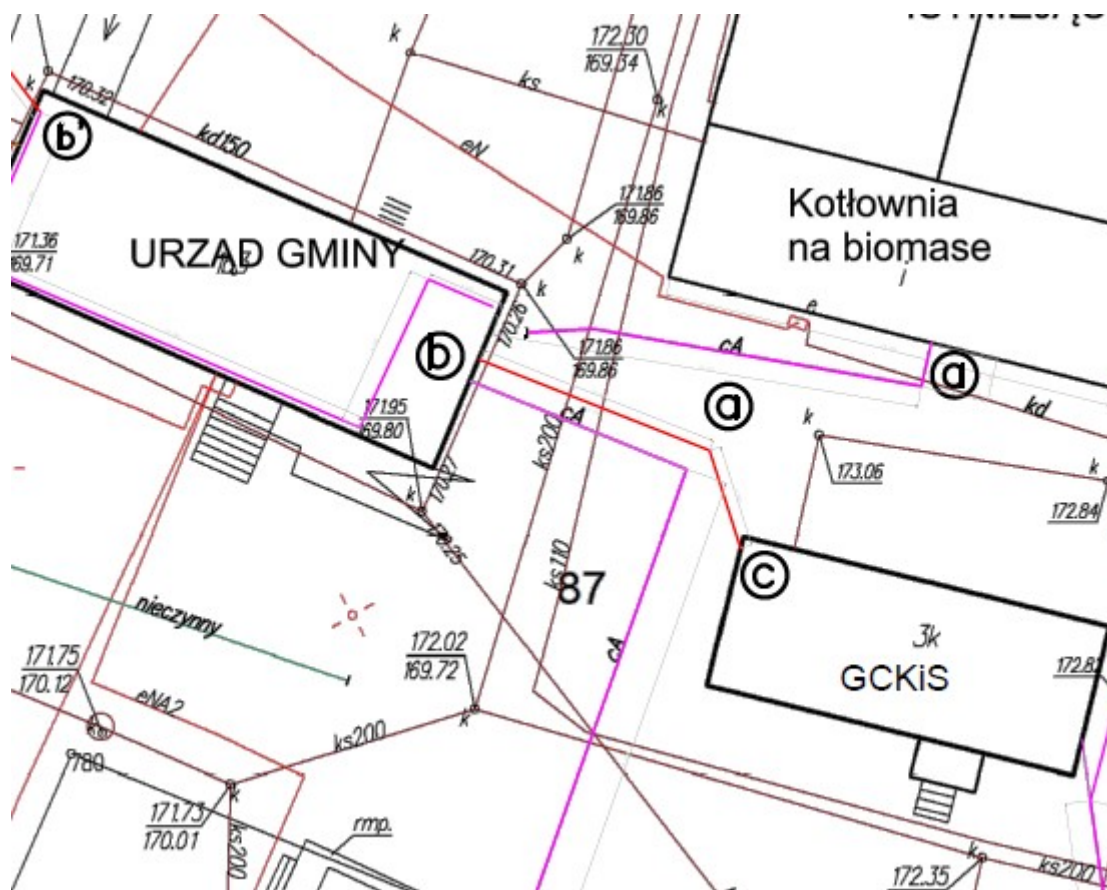 172.30
169.34
k
k
ks
k
170.32
b'
kd150
eN
171.86
169.86
k
Kotłownia
na biomase
i
171.36
169.71
URZĄD GMINY
170.31
k
170.26
e
b
171.86
169.86
cA
a
a
kd
171.95
69.80
cA
ks200
k
k
173.06
k
172.84
k
ks110
87
c
nieczynny
cA
3k
GCKiS
172.02
169.72
171.75
170.12
eNA2
k
ks200
780
171.73
170.01
k
ks200
rmp.
k
172.35
ks200